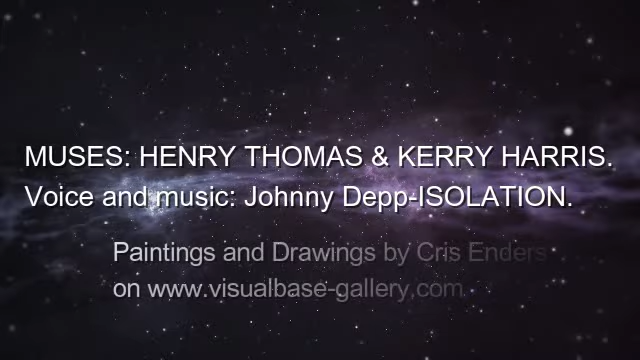 MUSES: HENRY THOMAS & KERRY HARRIS.
Voice and music: Johnny Depp-ISOLATION.
Paintings and Drawings by Cris Enders
on www.visualbase-gallery.com